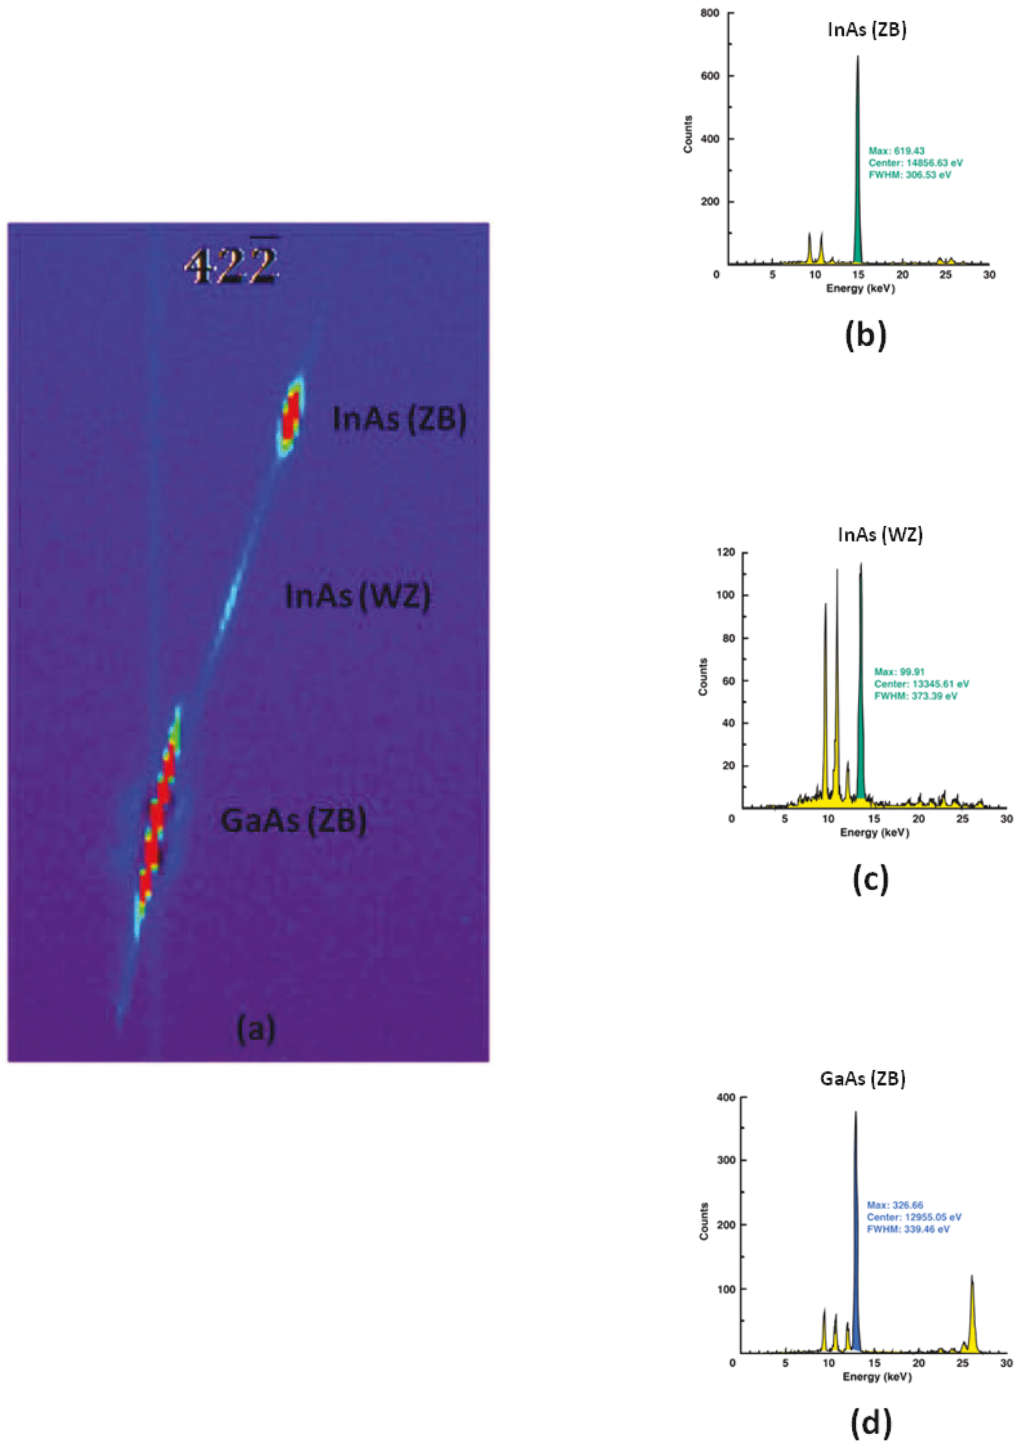 422̅
InAs (ZB)
InAs (WZ)
GaAs (ZB)
(a)
InAs (ZB)
800
600
400
200
0
5
10
15
20
25
30
Counts
Energy (keV)
Max: 619.43
Center: 14856.63 eV
FWHM: 306.53 eV
(b)
InAs (WZ)
120
100
80
60
40
20
0
5
10
15
20
25
30
Counts
Energy (keV)
Max: 99.91
Center: 13345.61 eV
FWHM: 373.39 eV
(c)
GaAs (ZB)
400
300
200
100
0
5
10
15
20
25
30
Counts
Energy (keV)
Max: 326.66
Center: 12955.05 eV
FWHM: 339.46 eV
(d)